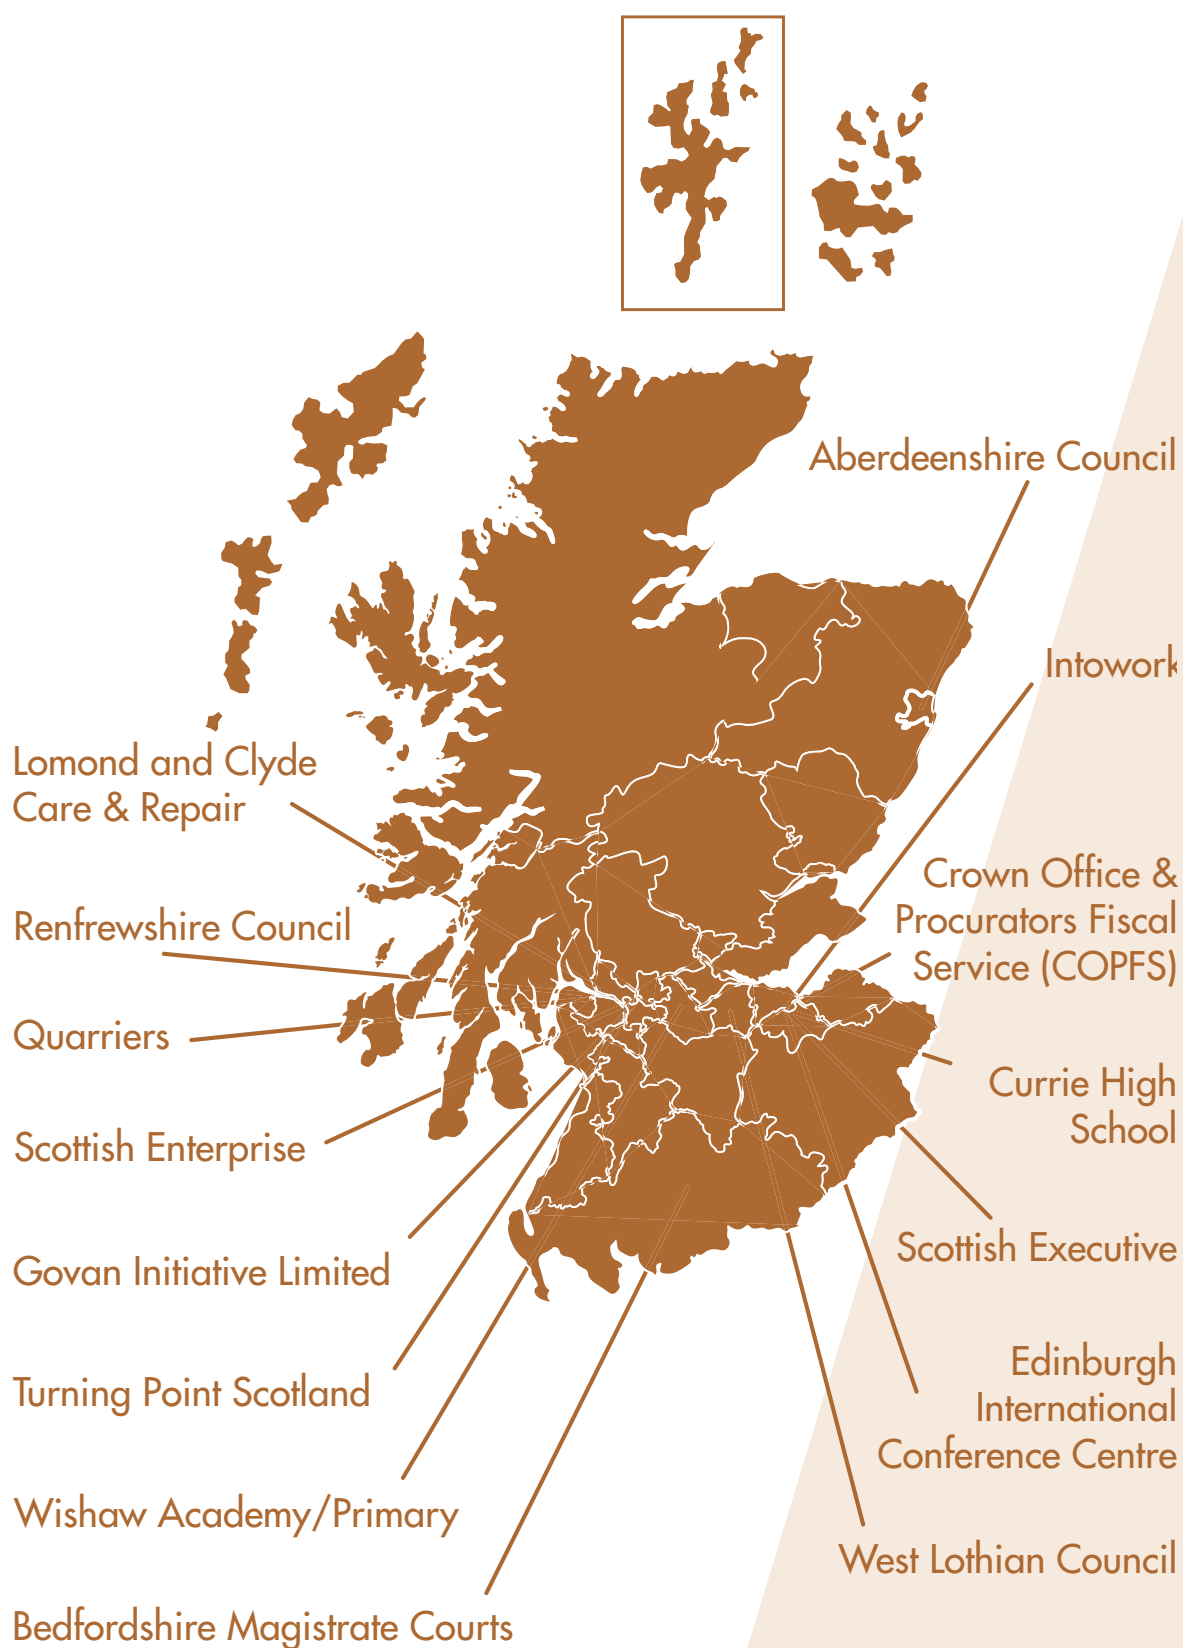 Aberdeenshire Council
Intowork
Lomond and Clyde
Care & Repair
Crown Office &
Procurators Fiscal
Service (COPFS)
Renfrewshire Council
Quarriers
Currie High
School
Scottish Enterprise
Scottish Executive
Govan Initiative Limited
Edinburgh
International
Conference Centre
Turning Point Scotland
Wishaw Academy/Primary
West Lothian Council
Bedfordshire Magistrate Courts